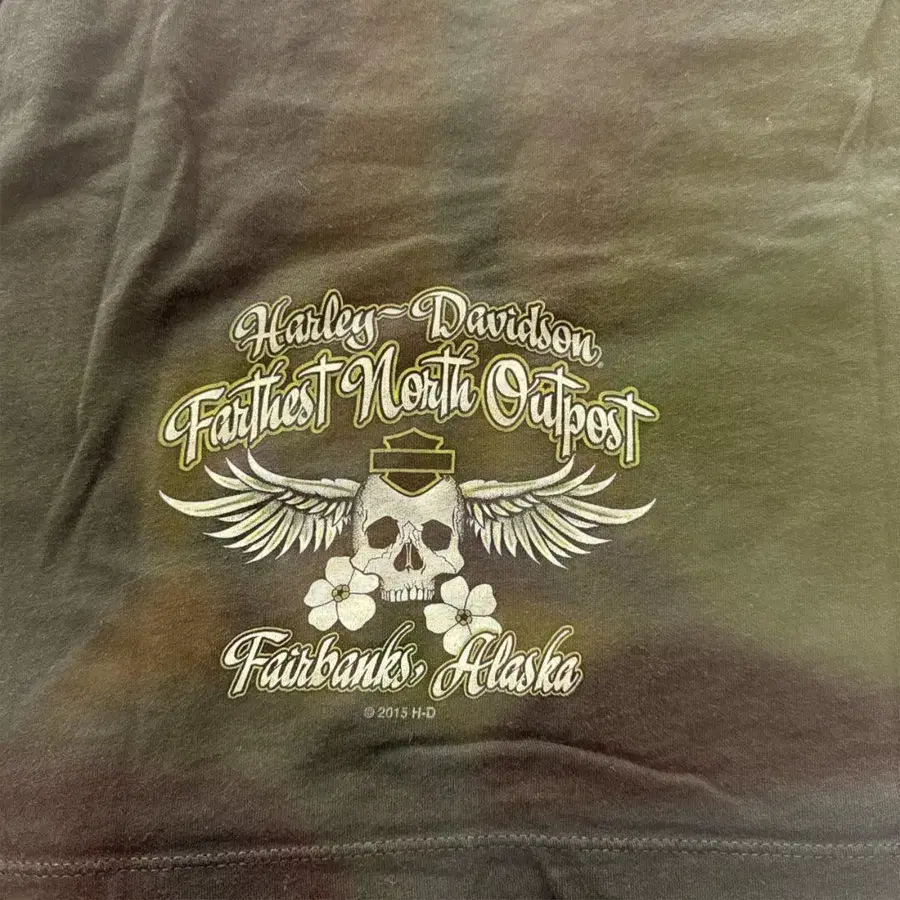 Harley-Davidson
Farthest North Outpost
Fairbanks, Alaska
© 2015 H-D